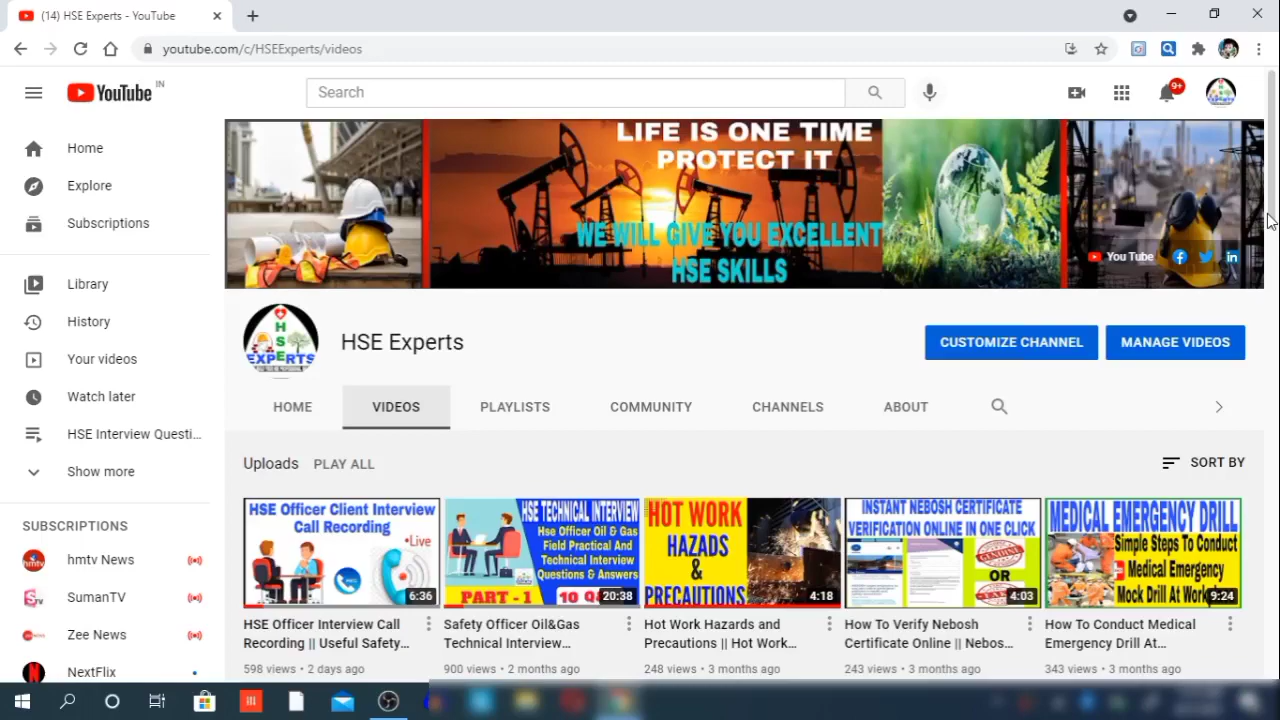 (14) HSE Experts - YouTube
youtube.com/c/HSEExperts/videos
YouTube IN
Search
9+
Home
Explore
Subscriptions
Library
History
Your videos
Watch later
HSE Interview Questi...
Show more
SUBSCRIPTIONS
hmtv News
SumanTV
Zee News
NextFlix
LIFE IS ONE TIME
PROTECT IT
WE WILL GIVE YOU EXCELLENT
HSE SKILLS
You Tube
HSE
EXPERTS
HSE Experts
CUSTOMIZE CHANNEL
MANAGE VIDEOS
HOME
VIDEOS
PLAYLISTS
COMMUNITY
CHANNELS
ABOUT
Uploads
PLAY ALL
SORT BY
HSE Officer Client Interview
Call Recording
•Live
6:36
HSE Officer Interview Call
Recording || Useful Safety...
598 views • 2 days ago
HSE TECHNICAL INTERVIEW
Hse Officer Oil & Gas
Field Practical And
Technical Interview
Questions & Answers
PART - 1
10 Q
20:38
Safety Officer Oil&Gas
Technical Interview...
900 views • 2 months ago
HOT WORK
HAZADS
&
PRECAUTIONS
4:18
Hot Work Hazards and
Precautions || Hot Work...
248 views • 3 months ago
INSTANT NEBOSH CERTIFICATE
VERIFICATION ONLINE IN ONE CLICK
OR
4:03
How To Verify Nebosh
Certificate Online || Nebos...
243 views • 3 months ago
MEDICAL EMERGENCY DRILL
Simple Steps To Conduct
Medical Emergency
Mock Drill At Work
9:24
How To Conduct Medical
Emergency Drill At...
343 views • 3 months ago